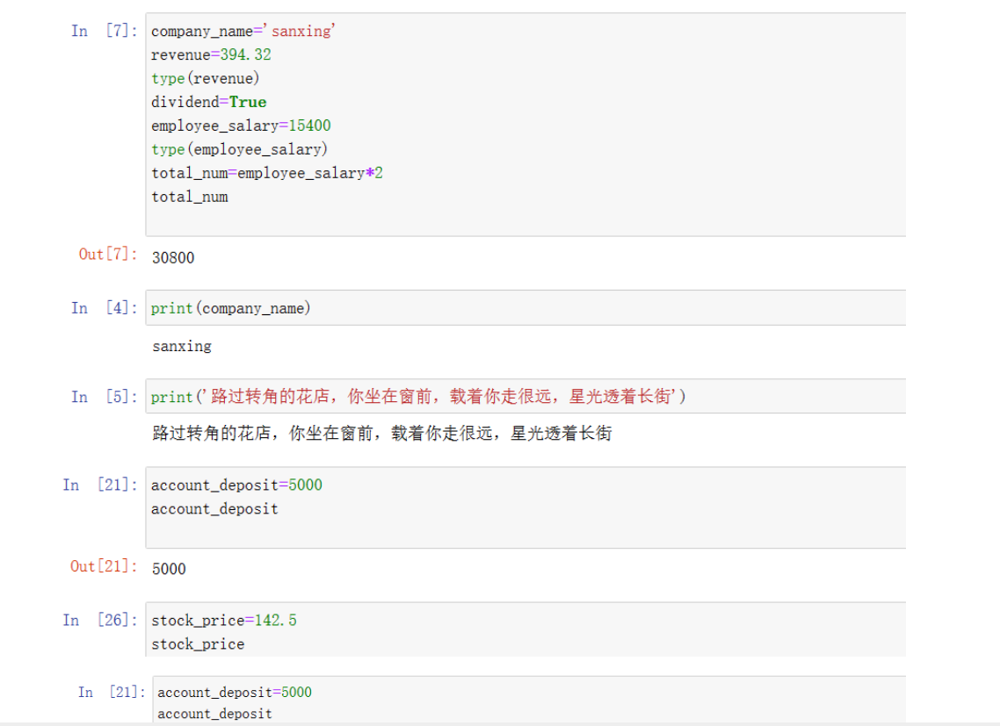 In [7]: company_name='sanxing'
revenue=394.32
type(revenue)
dividend=True
employee_salary=15400
type(employee_salary)
total_num=employee_salary*2
total_num
Out[7]: 30800
In [4]: print(company_name)
sanxing
In [5]: print('路过转角的花店，你坐在窗前，载着你走很远，星光透着长街')
路过转角的花店，你坐在窗前，载着你走很远，星光透着长街
In [21]: account_deposit=5000
account_deposit
Out[21]: 5000
In [26]: stock_price=142.5
stock_price
In [21]: account_deposit=5000
account_deposit